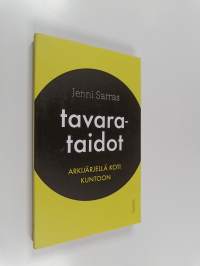 Jenni Sarras
tavara-
taidot
ARKIJÄRJELLÄ KOTI
KUNTOON